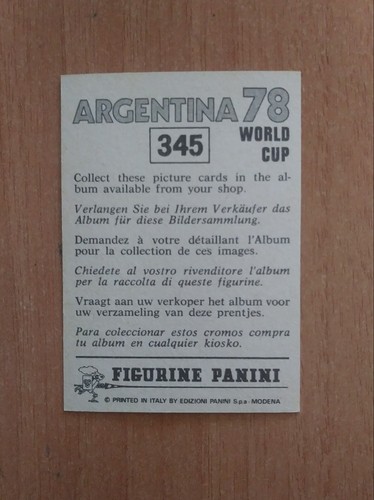 ARGENTINA 78
345
WORLD
CUP
Collect these picture cards in the al-
bum available from your shop.
Verlangen Sie bei Ihrem Verkäufer das
Album für diese Bildersammlung.
Demandez à votre détaillant l'Album
pour la collection de ces images.
Chiedete al vostro rivenditore l'album
per la raccolta di queste figurine.
Vraagt aan uw verkoper het album voor
uw verzameling van deze prentjes.
Para coleccionar estos cromos compra
tu album en cualquier kiosko.
FIGURINE PANINI
© PRINTED IN ITALY BY EDIZIONI PANINI S.p.a - MODENA